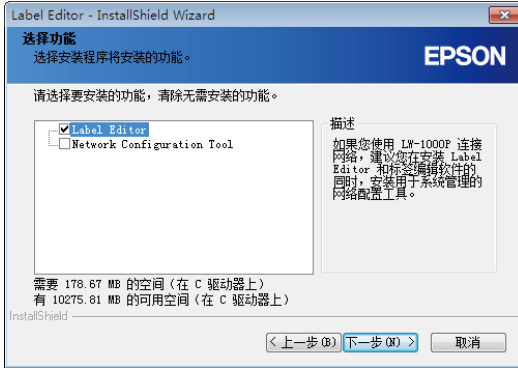 Label Editor - InstallShield Wizard
选择功能
选择安装程序将安装的功能。
EPSON
请选择要安装的功能，清除无需安装的功能。
Label Editor
Network Configuration Tool
描述
如果您使用 LW-1000P 连接
网络，建议您在安装 Label
Editor 和标签编辑软件的
同时，安装用于系统管理的
网络配置工具。
需要 178.67 MB 的空间（在 C 驱动器上）
有 10275.81 MB 的可用空间（在 C 驱动器上）
InstallShield
< 上一步(B)
下一步(N) >
取消